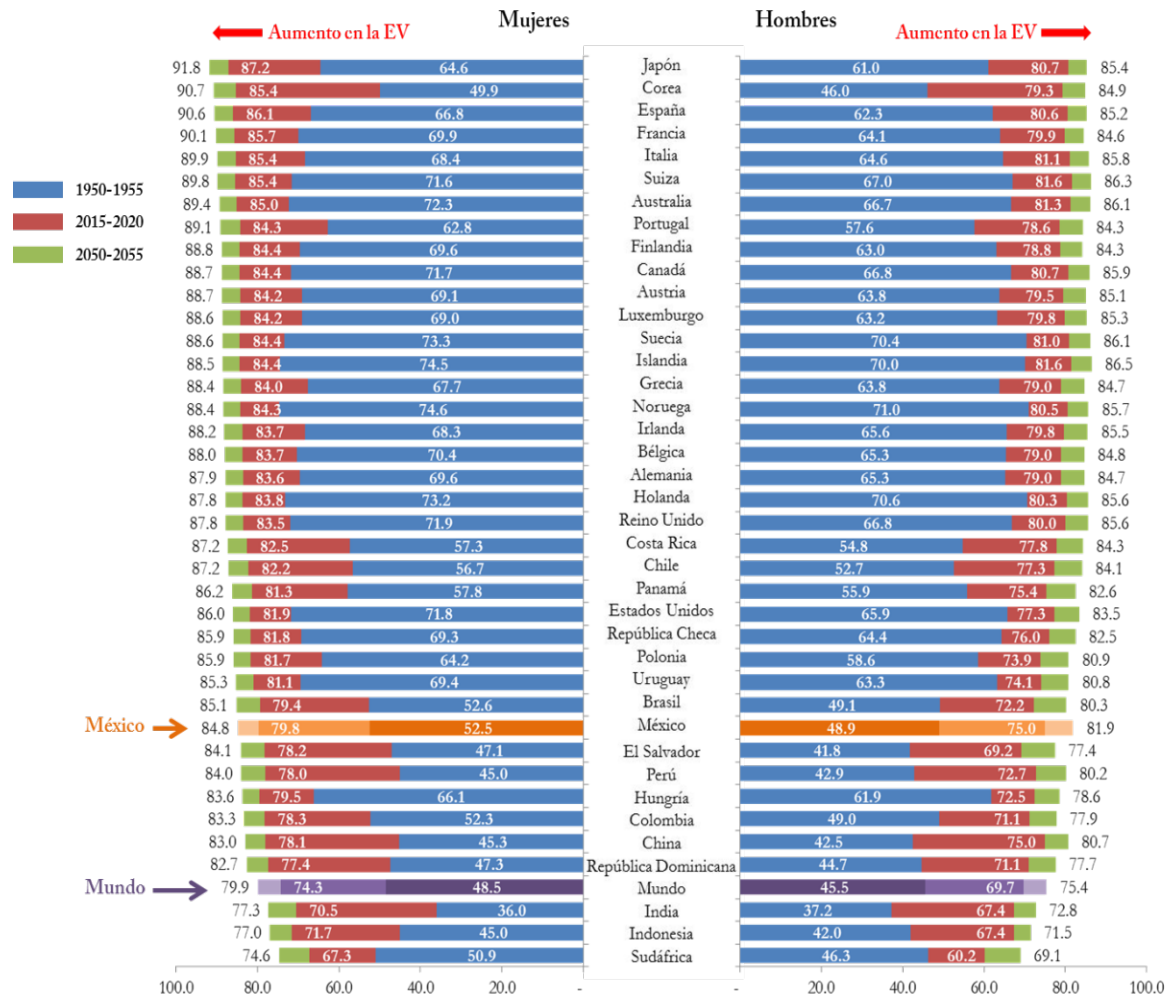 Mujeres Hombres
Aumento en la EV Aumento en la EV
91.8 87.2 64.6 Japón 61.0 80.7 85.4
90.7 85.4 49.9 Corea 46.0 79.3 84.9
90.6 86.1 66.8 España 62.3 80.6 85.2
90.1 85.7 69.9 Francia 64.1 79.9 84.6
89.9 85.4 68.4 Italia 64.6 81.1 85.8
89.8 85.4 71.6 Suiza 67.0 81.6 86.3
1950-1955
89.4 85.0 72.3 Australia 66.7 81.3 86.1
2015-2020
89.1 84.3 62.8 Portugal 57.6 78.6 84.3
88.8 84.4 69.6 Finlandia 63.0 78.8 84.3
2050-2055
88.7 84.4 71.7 Canadá 66.8 80.7 85.9
88.7 84.2 69.1 Austria 63.8 79.5 85.1
88.6 84.2 69.0 Luxemburgo 63.2 79.8 85.3
88.6 84.4 73.3 Suecia 70.4 81.0 86.1
88.5 84.4 74.5 Islandia 70.0 81.6 86.5
88.4 84.0 67.7 Grecia 63.8 79.0 84.7
88.4 84.3 74.6 Noruega 71.0 80.5 85.7
88.2 83.7 68.3 Irlanda 65.6 79.8 85.5
88.0 83.7 70.4 Bélgica 65.3 79.0 84.8
87.9 83.6 69.6 Alemania 65.3 79.0 84.7
87.8 83.8 73.2 Holanda 70.6 80.3 85.6
87.8 83.5 71.9 Reino Unido 66.8 80.0 85.6
87.2 82.5 57.3 Costa Rica 54.8 77.8 84.3
87.2 82.2 56.7 Chile 52.7 77.3 84.1
86.2 81.3 57.8 Panamá 55.9 75.4 82.6
86.0 81.9 71.8 Estados Unidos 65.9 77.3 83.5
85.9 81.8 69.3 República Checa 64.4 76.0 82.5
85.9 81.7 64.2 Polonia 58.6 73.9 80.9
85.3 81.1 69.4 Uruguay 63.3 74.1 80.8
85.1 79.4 52.6 Brasil 49.1 72.2 80.3
México 84.8 79.8 52.5 México 48.9 75.0 81.9
84.1 78.2 47.1 El Salvador 41.8 69.2 77.4
84.0 78.0 45.0 Perú 42.9 72.7 80.2
83.6 79.5 66.1 Hungría 61.9 72.5 78.6
83.3 78.3 52.3 Colombia 49.0 71.1 77.9
83.0 78.1 45.3 China 42.5 75.0 80.7
82.7 77.4 47.3 República Dominicana 44.7 71.1 77.7
Mundo 79.9 74.3 48.5 Mundo 45.5 69.7 75.4
77.3 70.5 36.0 India 37.2 67.4 72.8
77.0 71.7 45.0 Indonesia 42.0 67.4 71.5
74.6 67.3 50.9 Sudáfrica 46.3 60.2 69.1
100.0 80.0 60.0 40.0 20.0 - - 20.0 40.0 60.0 80.0 100.0